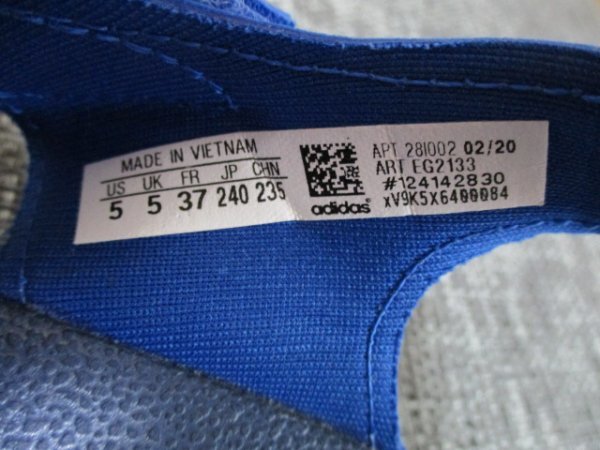 MADE IN VIETNAM
US UK FR JP CHN
5 5 37 240 235
adidas
APT 281002 02/20
ART EG2133
#124142830
xV9K5X6400084